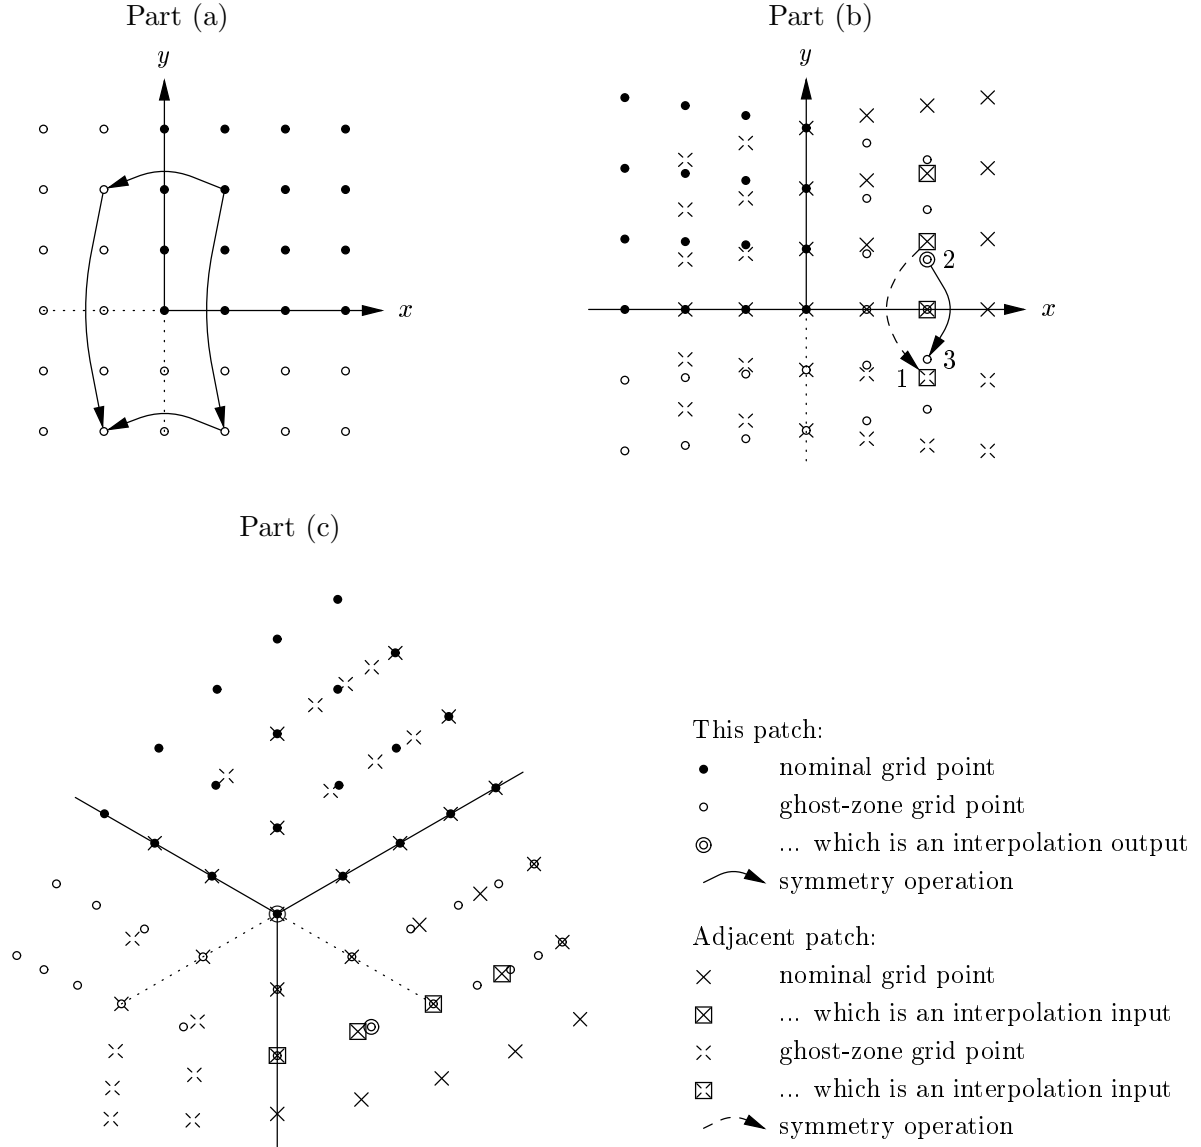 Part (a)
Part (b)
y
y
x
x
2
1
3
Part (c)
This patch:
nominal grid point
ghost-zone grid point
... which is an interpolation output
symmetry operation
Adjacent patch:
nominal grid point
... which is an interpolation input
ghost-zone grid point
... which is an interpolation input
symmetry operation